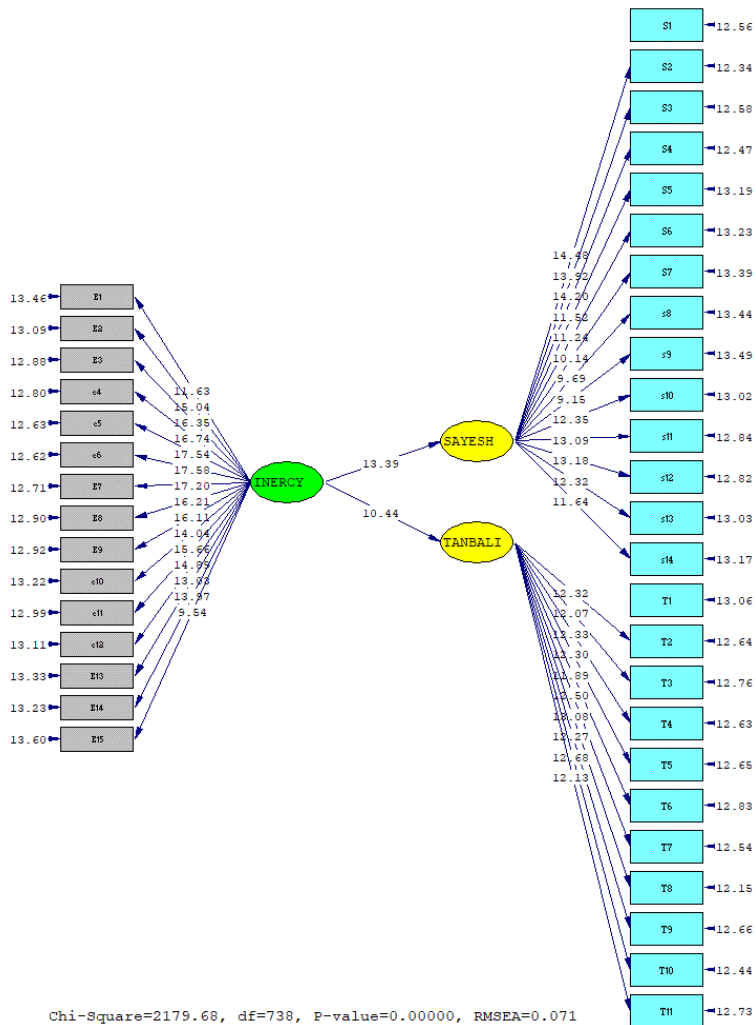 13.46 E1
13.09 E2
12.88 E3
12.80 e4
12.63 e5
12.62 e6
12.71 E7
12.90 E8
12.92 E9
13.22 e10
12.99 e11
13.11 e12
13.33 E13
13.23 E14
13.60 E15
11.63
15.04
16.35
16.74
17.54
17.58
17.20
16.21
16.11
14.04
15.66
14.89
13.03
13.97
9.54
INERCY
13.39
10.44
SAYESH
TANBALI
14.48
13.92
14.20
11.52
11.24
10.14
9.69
9.15
12.35
13.09
13.18
12.32
11.64
12.32
12.07
12.33
12.30
11.89
12.50
13.08
12.27
12.68
12.13
S1 12.56
S2 12.34
S3 12.58
S4 12.47
S5 13.19
S6 13.23
S7 13.39
s8 13.44
s9 13.49
s10 13.02
s11 12.84
s12 12.82
s13 13.03
s14 13.17
T1 13.06
T2 12.64
T3 12.76
T4 12.63
T5 12.65
T6 12.83
T7 12.54
T8 12.15
T9 12.66
T10 12.44
T11 12.73
Chi-Square=2179.68, df=738, P-value=0.00000, RMSEA=0.071